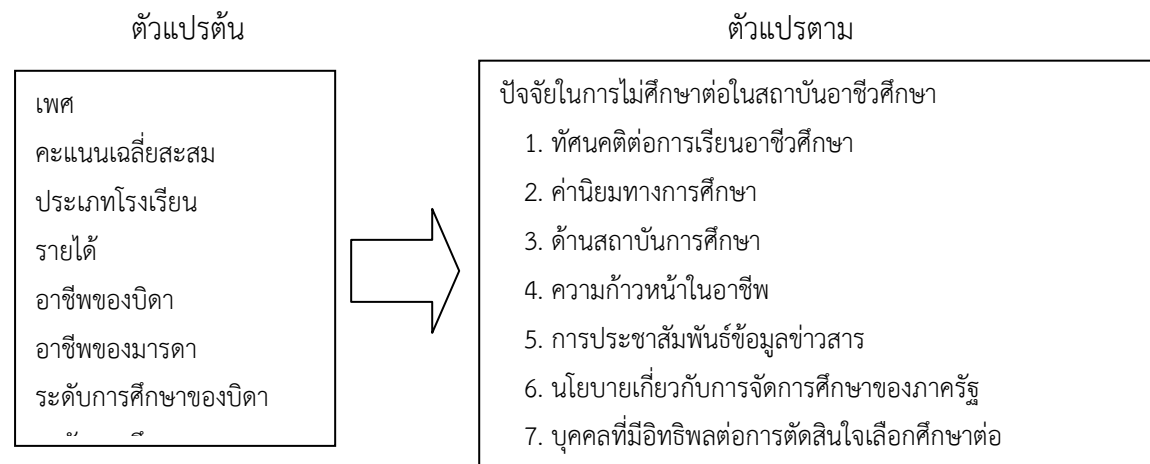 ตัวแปรต้น
ตัวแปรตาม
เพศ
คะแนนเฉลี่ยสะสม
ประเภทโรงเรียน
รายได้
อาชีพของบิดา
อาชีพของมารดา
ระดับการศึกษาของบิดา
ปัจจัยในการไม่ศึกษาต่อในสถาบันอาชีวศึกษา
1. ทัศนคติต่อการเรียนอาชีวศึกษา
2. ค่านิยมทางการศึกษา
3. ด้านสถาบันการศึกษา
4. ความก้าวหน้าในอาชีพ
5. การประชาสัมพันธ์ข้อมูลข่าวสาร
6. นโยบายเกี่ยวกับการจัดการศึกษาของภาครัฐ
7. บุคคลที่มีอิทธิพลต่อการตัดสินใจเลือกศึกษาต่อ